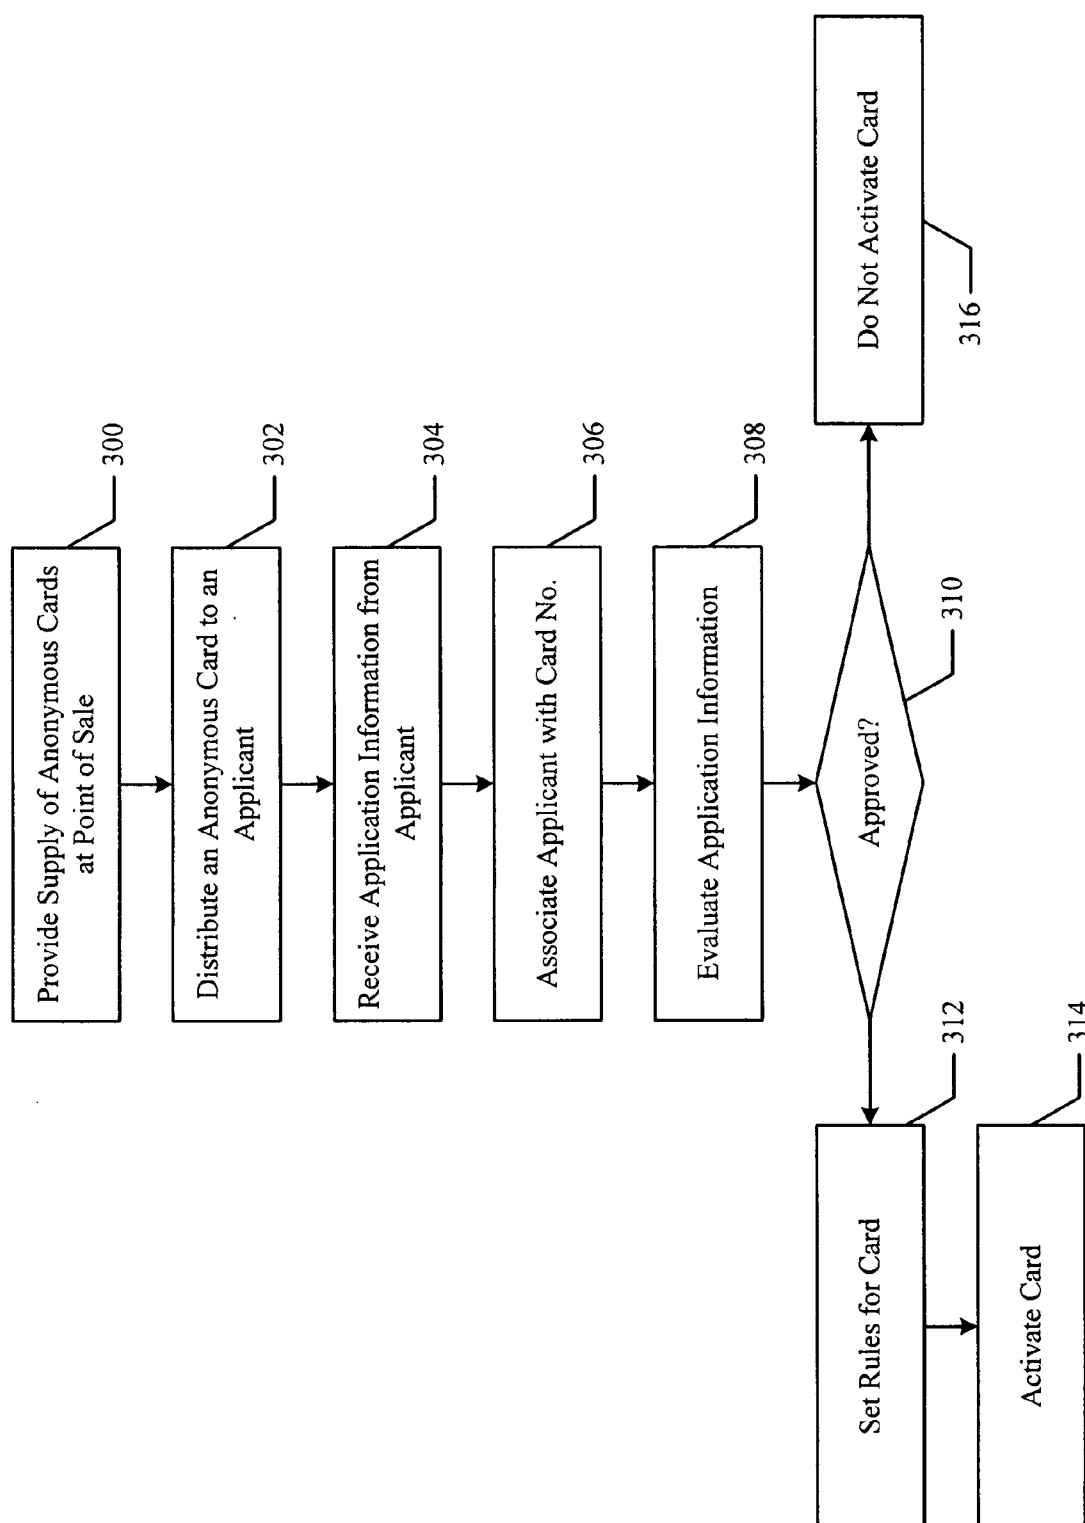 Provide Supply of Anonymous Cards
at Point of Sale
300
Distribute an Anonymous Card to an
Applicant
302
Receive Application Information from
Applicant
304
Associate Applicant with Card No.
306
Evaluate Application Information
308
Approved?
310
Set Rules for Card
312
Activate Card
314
Do Not Activate Card
316